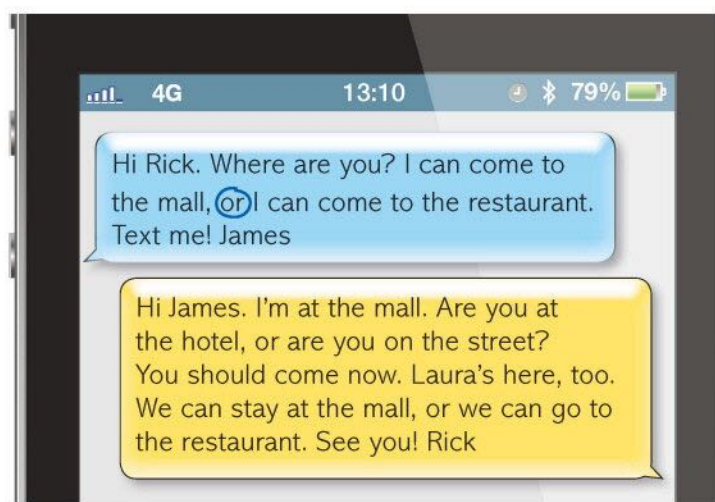 4G 13:10 79%
Hi Rick. Where are you? I can come to
the mall, or I can come to the restaurant.
Text me! James
Hi James. I'm at the mall. Are you at
the hotel, or are you on the street?
You should come now. Laura's here, too.
We can stay at the mall, or we can go to
the restaurant. See you! Rick